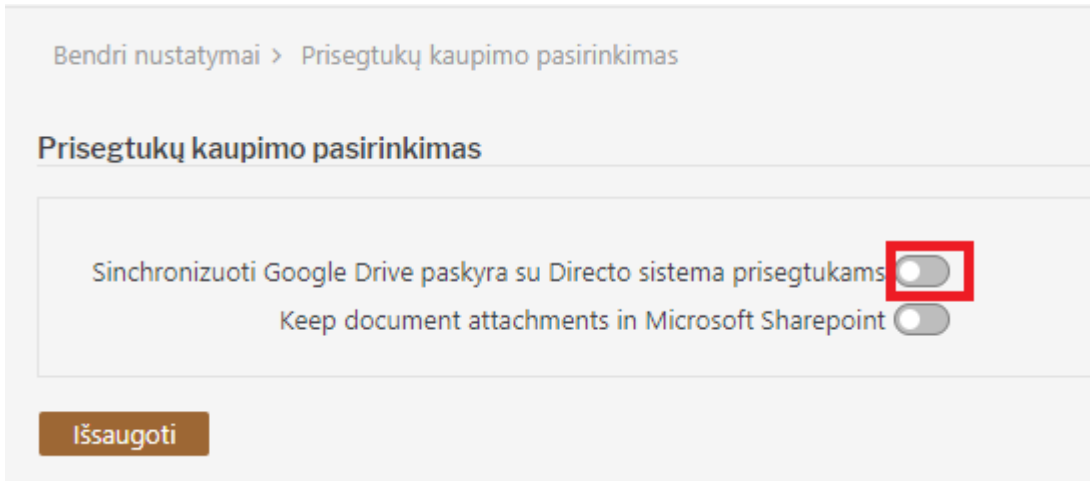 Bendri nustatymai > Prisegtukų kaupimo pasirinkimas
Prisegtukų kaupimo pasirinkimas
Sinchronizuoti Google Drive paskyra su Directo sistema prisegtukams
Keep document attachments in Microsoft Sharepoint
Išsaugoti